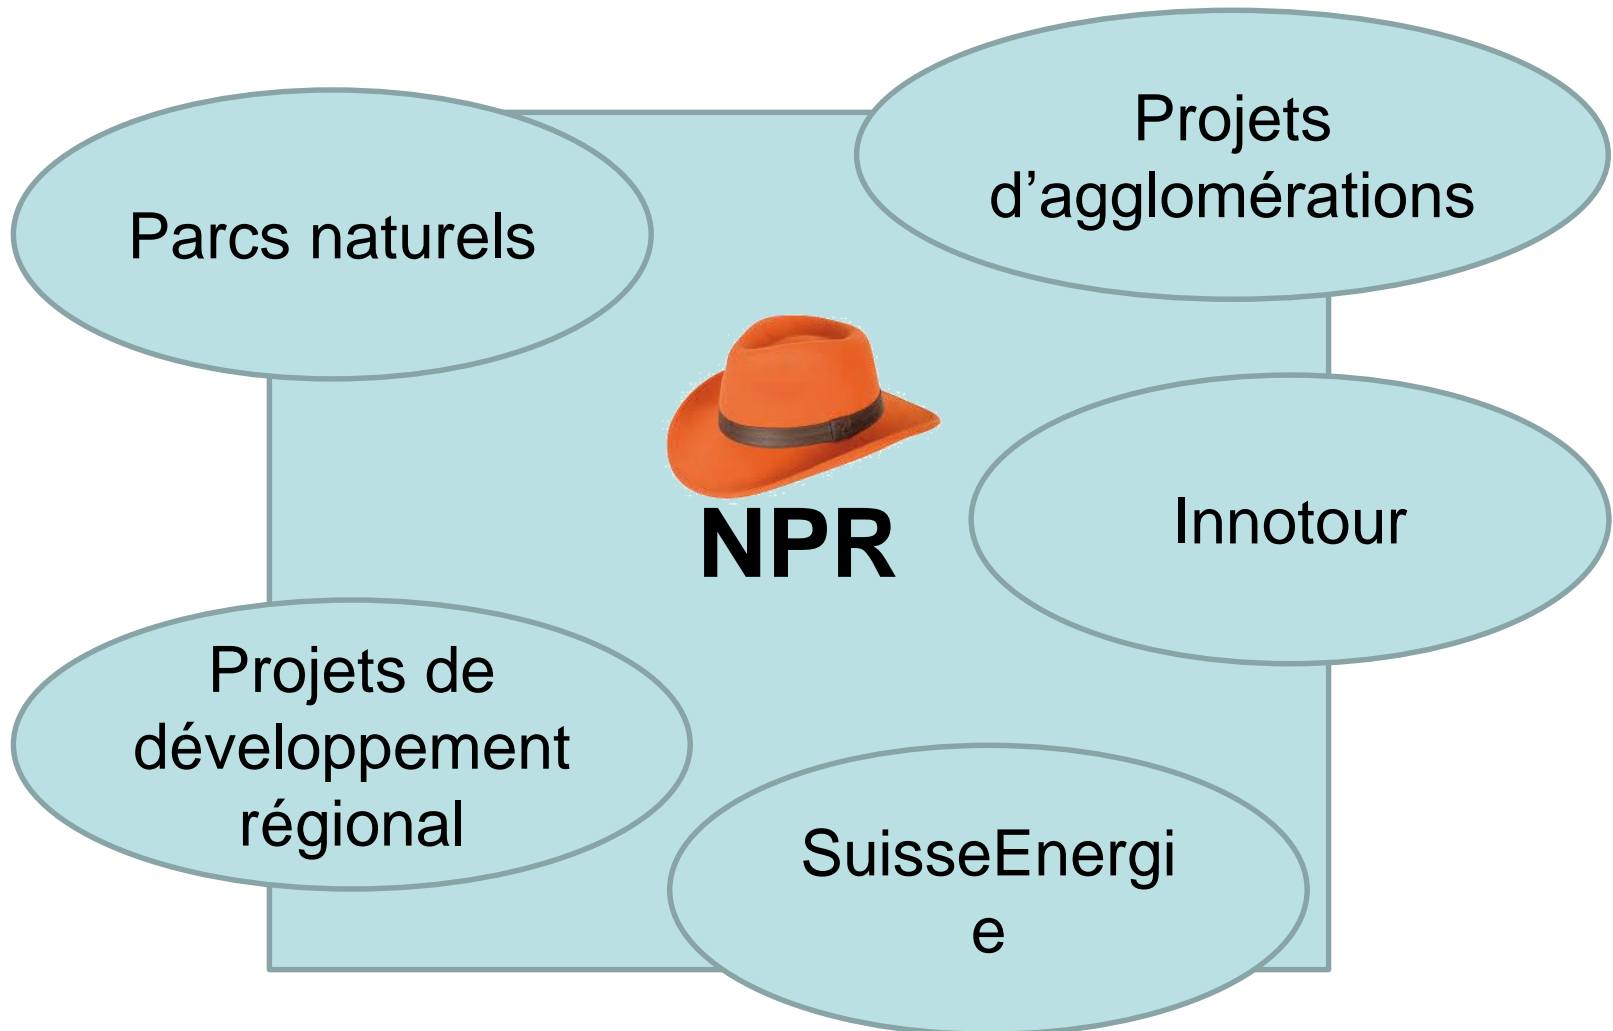 Projets
d’agglomérations
Parcs naturels
Innotour
NPR
Projets de
développement
régional
SuisseEnergi
e